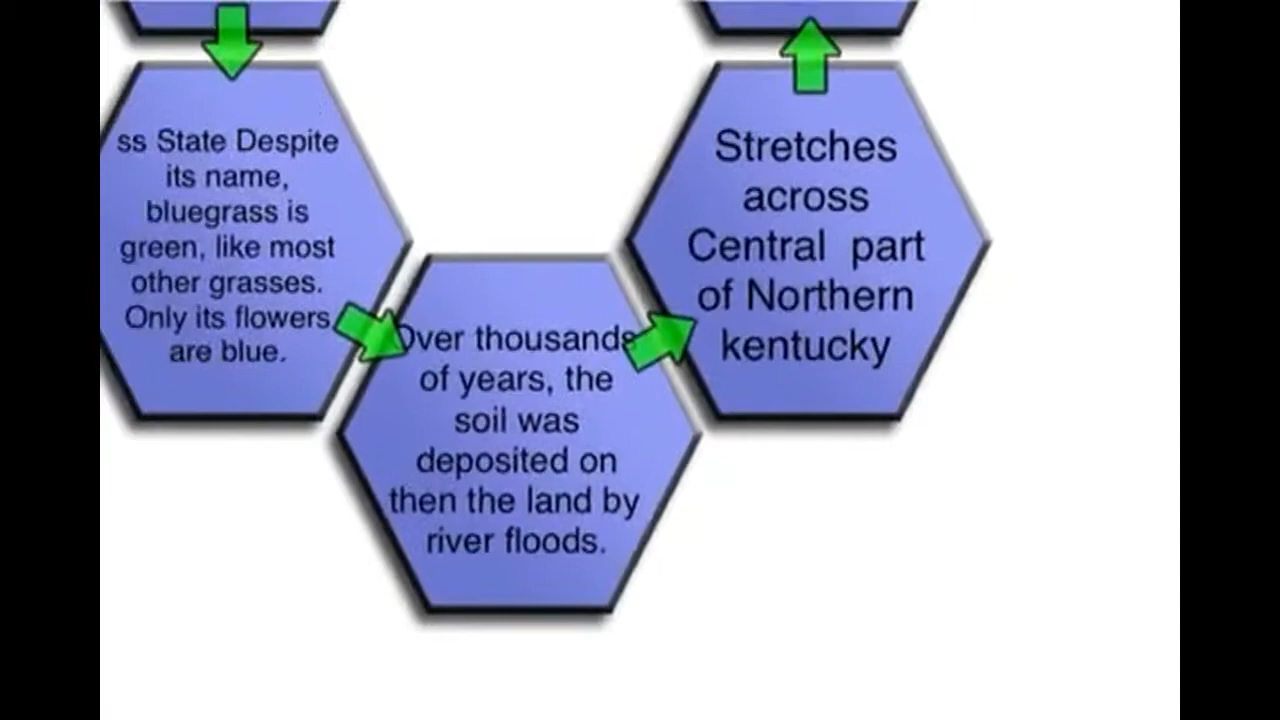 ss State Despite
its name,
bluegrass is
green, like most
other grasses.
Only its flowers
are blue.
Over thousands
of years, the
soil was
deposited on
then the land by
river floods.
Stretches
across
Central part
of Northern
kentucky